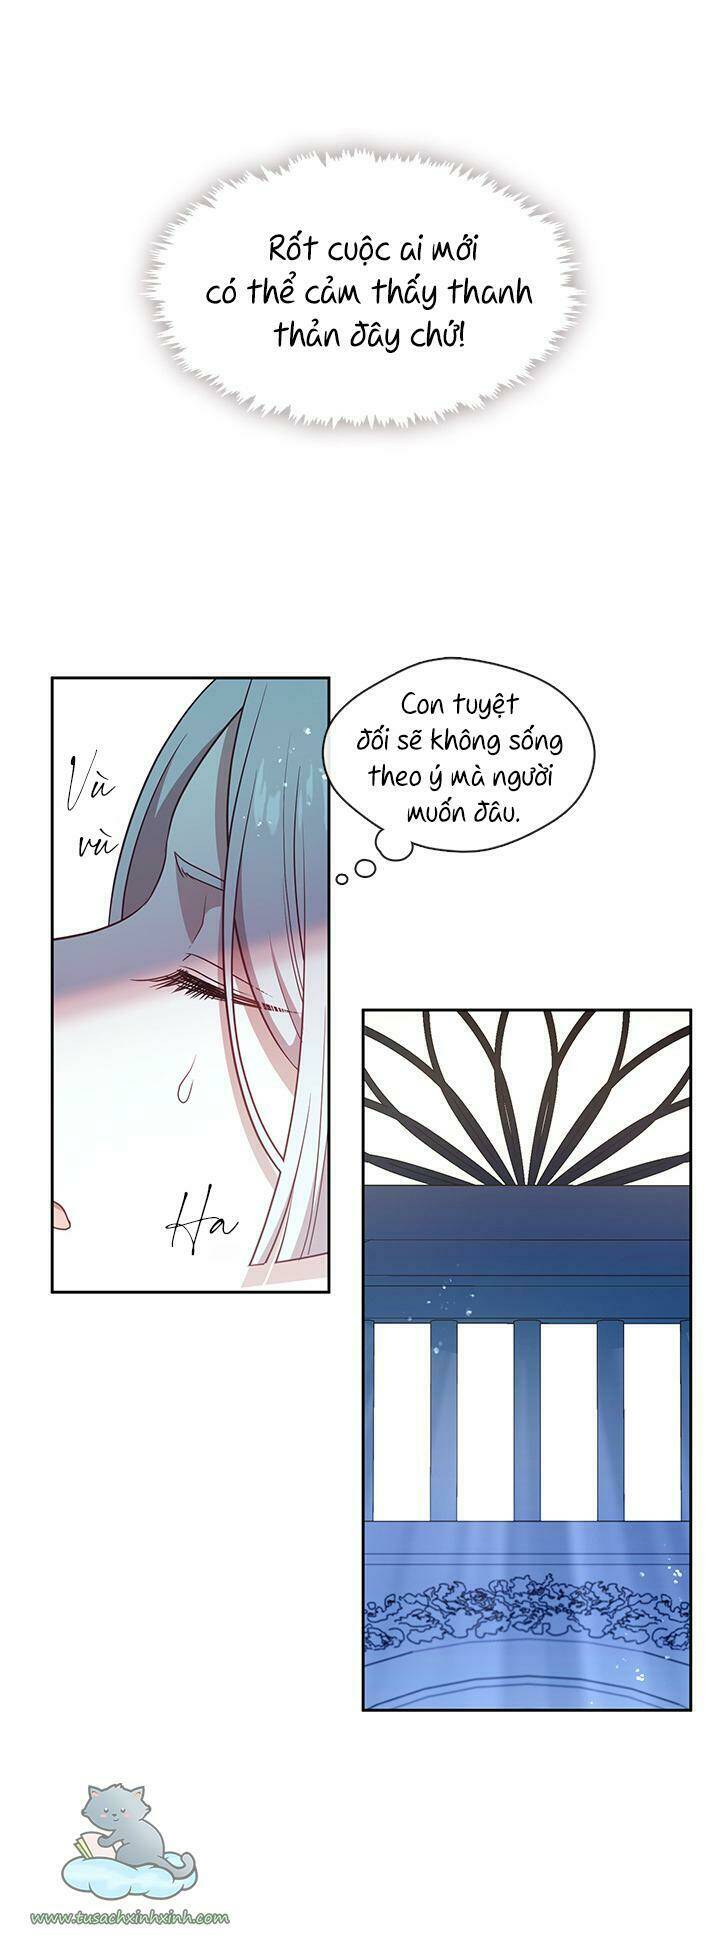 Rốt cuộc ai mới
có thể cảm thấy thanh
thản đây chứ!
Con tuyệt
đối sẽ không sống
theo ý mà người
muốn đâu.
Vù
vù
Ha
www.tusachxinhxinh.com